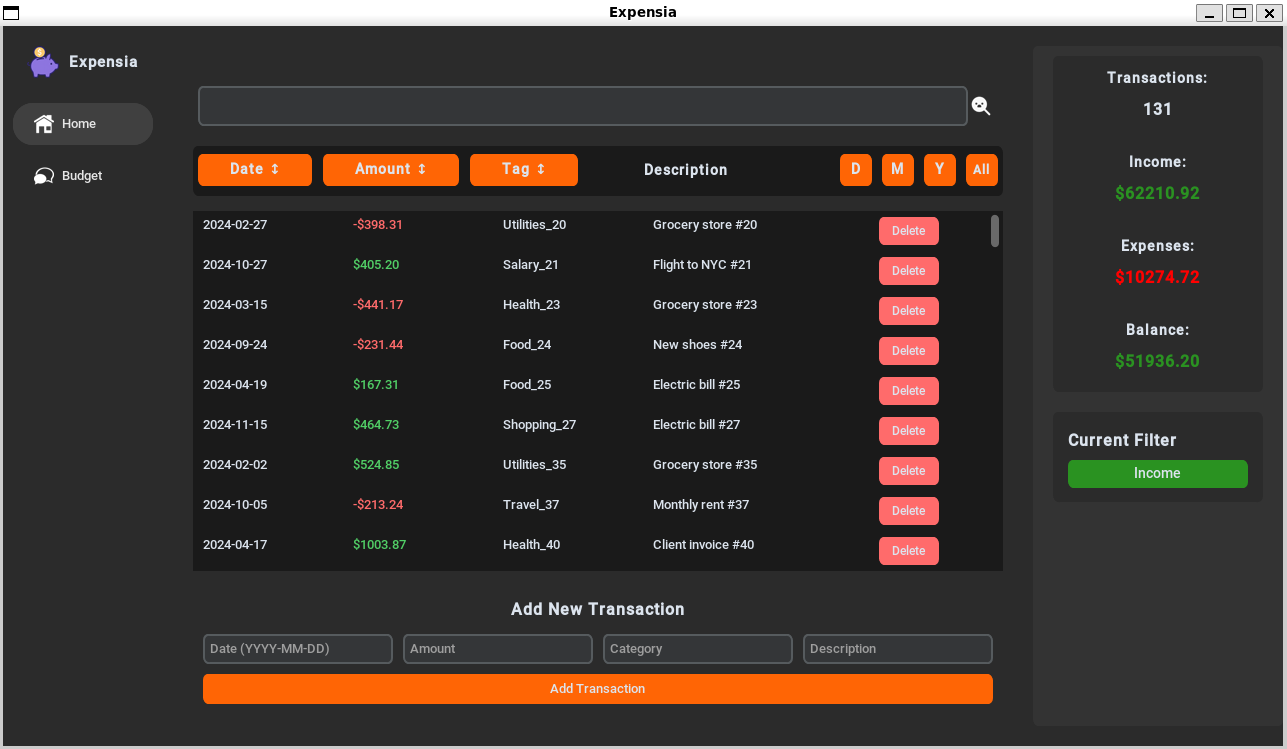 Expensia
Expensia
Home
Budget
Date ↕ Amount ↕ Tag ↕ Description D M Y All
2024-02-27 -$398.31 Utilities_20 Grocery store #20 Delete
2024-10-27 $405.20 Salary_21 Flight to NYC #21 Delete
2024-03-15 -$441.17 Health_23 Grocery store #23 Delete
2024-09-24 -$231.44 Food_24 New shoes #24 Delete
2024-04-19 $167.31 Food_25 Electric bill #25 Delete
2024-11-15 $464.73 Shopping_27 Electric bill #27 Delete
2024-02-02 $524.85 Utilities_35 Grocery store #35 Delete
2024-10-05 -$213.24 Travel_37 Monthly rent #37 Delete
2024-04-17 $1003.87 Health_40 Client invoice #40 Delete
Add New Transaction
Date (YYYY-MM-DD) Amount Category Description
Add Transaction
Transactions:
131
Income:
$62210.92
Expenses:
$10274.72
Balance:
$51936.20
Current Filter
Income